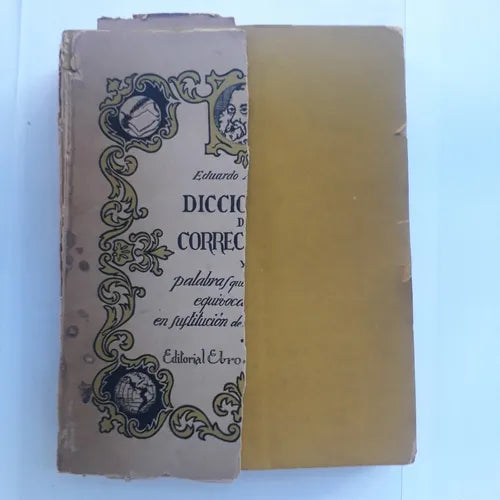 Eduardo
DICCIO
D
CORREC
Y
palabras que
equivoca
en sustitución de
Editorial Ebro